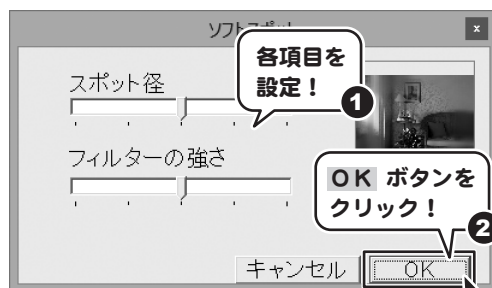 ソフトスポット
x
各項目を
設定！
1
スポット径
フィルターの強さ
OK ボタンを
クリック！
2
キャンセル
OK